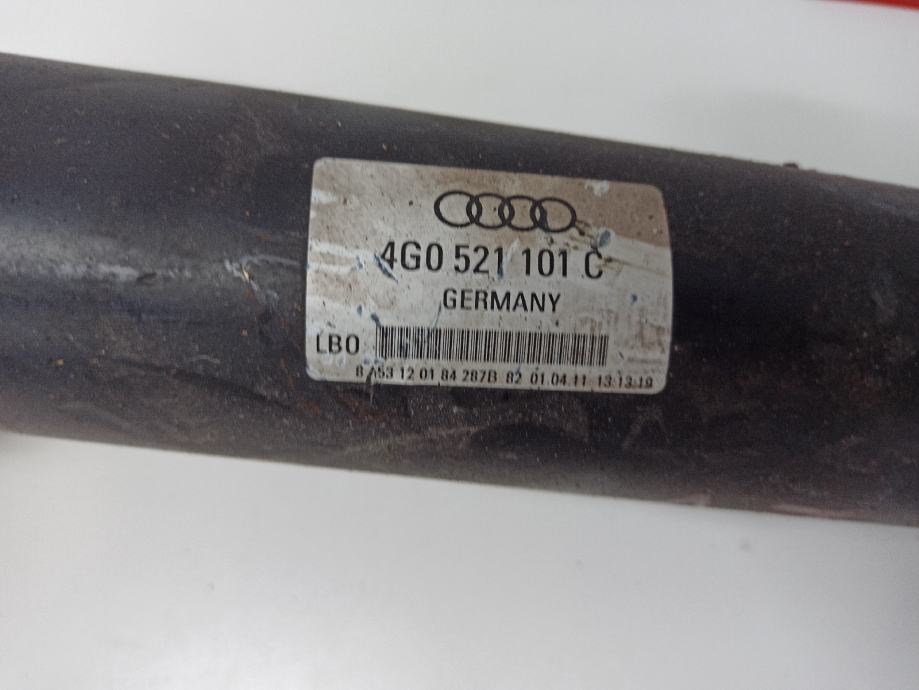 4G0 521 101 C
GERMANY
LBO
8 A53 12 01 84 287B 82 01.04.11 13:13:19